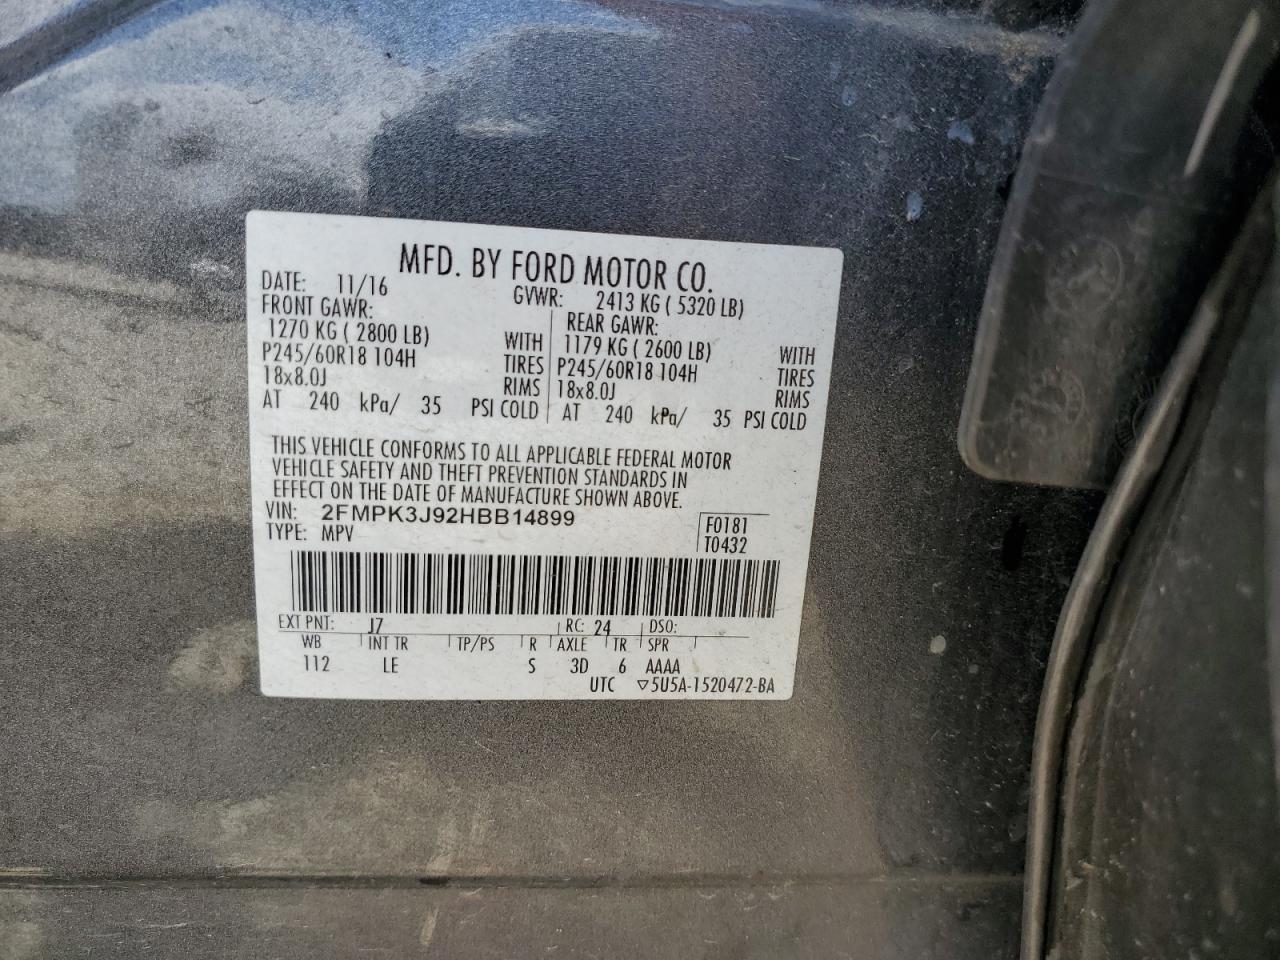 MFD. BY FORD MOTOR CO.
DATE: 11/16 GVWR: 2413 KG ( 5320 LB)
FRONT GAWR: REAR GAWR:
1270 KG ( 2800 LB) WITH 1179 KG ( 2600 LB) WITH
P245/60R18 104H TIRES P245/60R18 104H TIRES
18x8.0J RIMS 18x8.0J RIMS
AT 240 kPa/ 35 PSI COLD AT 240 kPa/ 35 PSI COLD
THIS VEHICLE CONFORMS TO ALL APPLICABLE FEDERAL MOTOR
VEHICLE SAFETY AND THEFT PREVENTION STANDARDS IN
EFFECT ON THE DATE OF MANUFACTURE SHOWN ABOVE.
VIN: 2FMPK3J92HBB14899 F0181
TYPE: MPV T0432
EXT PNT: J7 RC: 24 DSO:
WB INT TR TP/PS R AXLE TR SPR
112 LE S 3D 6 AAAA
UTC ▽5U5A-1520472-BA